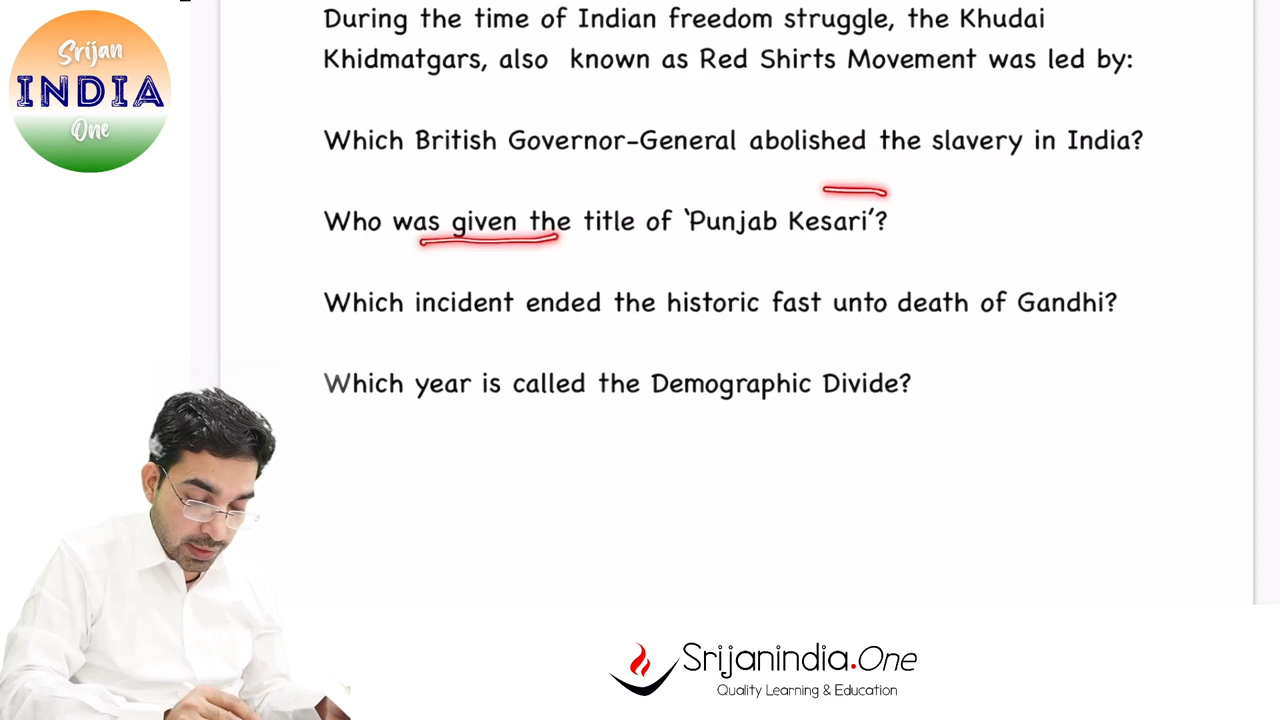 Srijan
INDIA
One
During the time of Indian freedom struggle, the Khudai
Khidmatgars, also known as Red Shirts Movement was led by:
Which British Governor-General abolished the slavery in India?
Who was given the title of 'Punjab Kesari'?
Which incident ended the historic fast unto death of Gandhi?
Which year is called the Demographic Divide?
Srijanindia.One
Quality Learning & Education